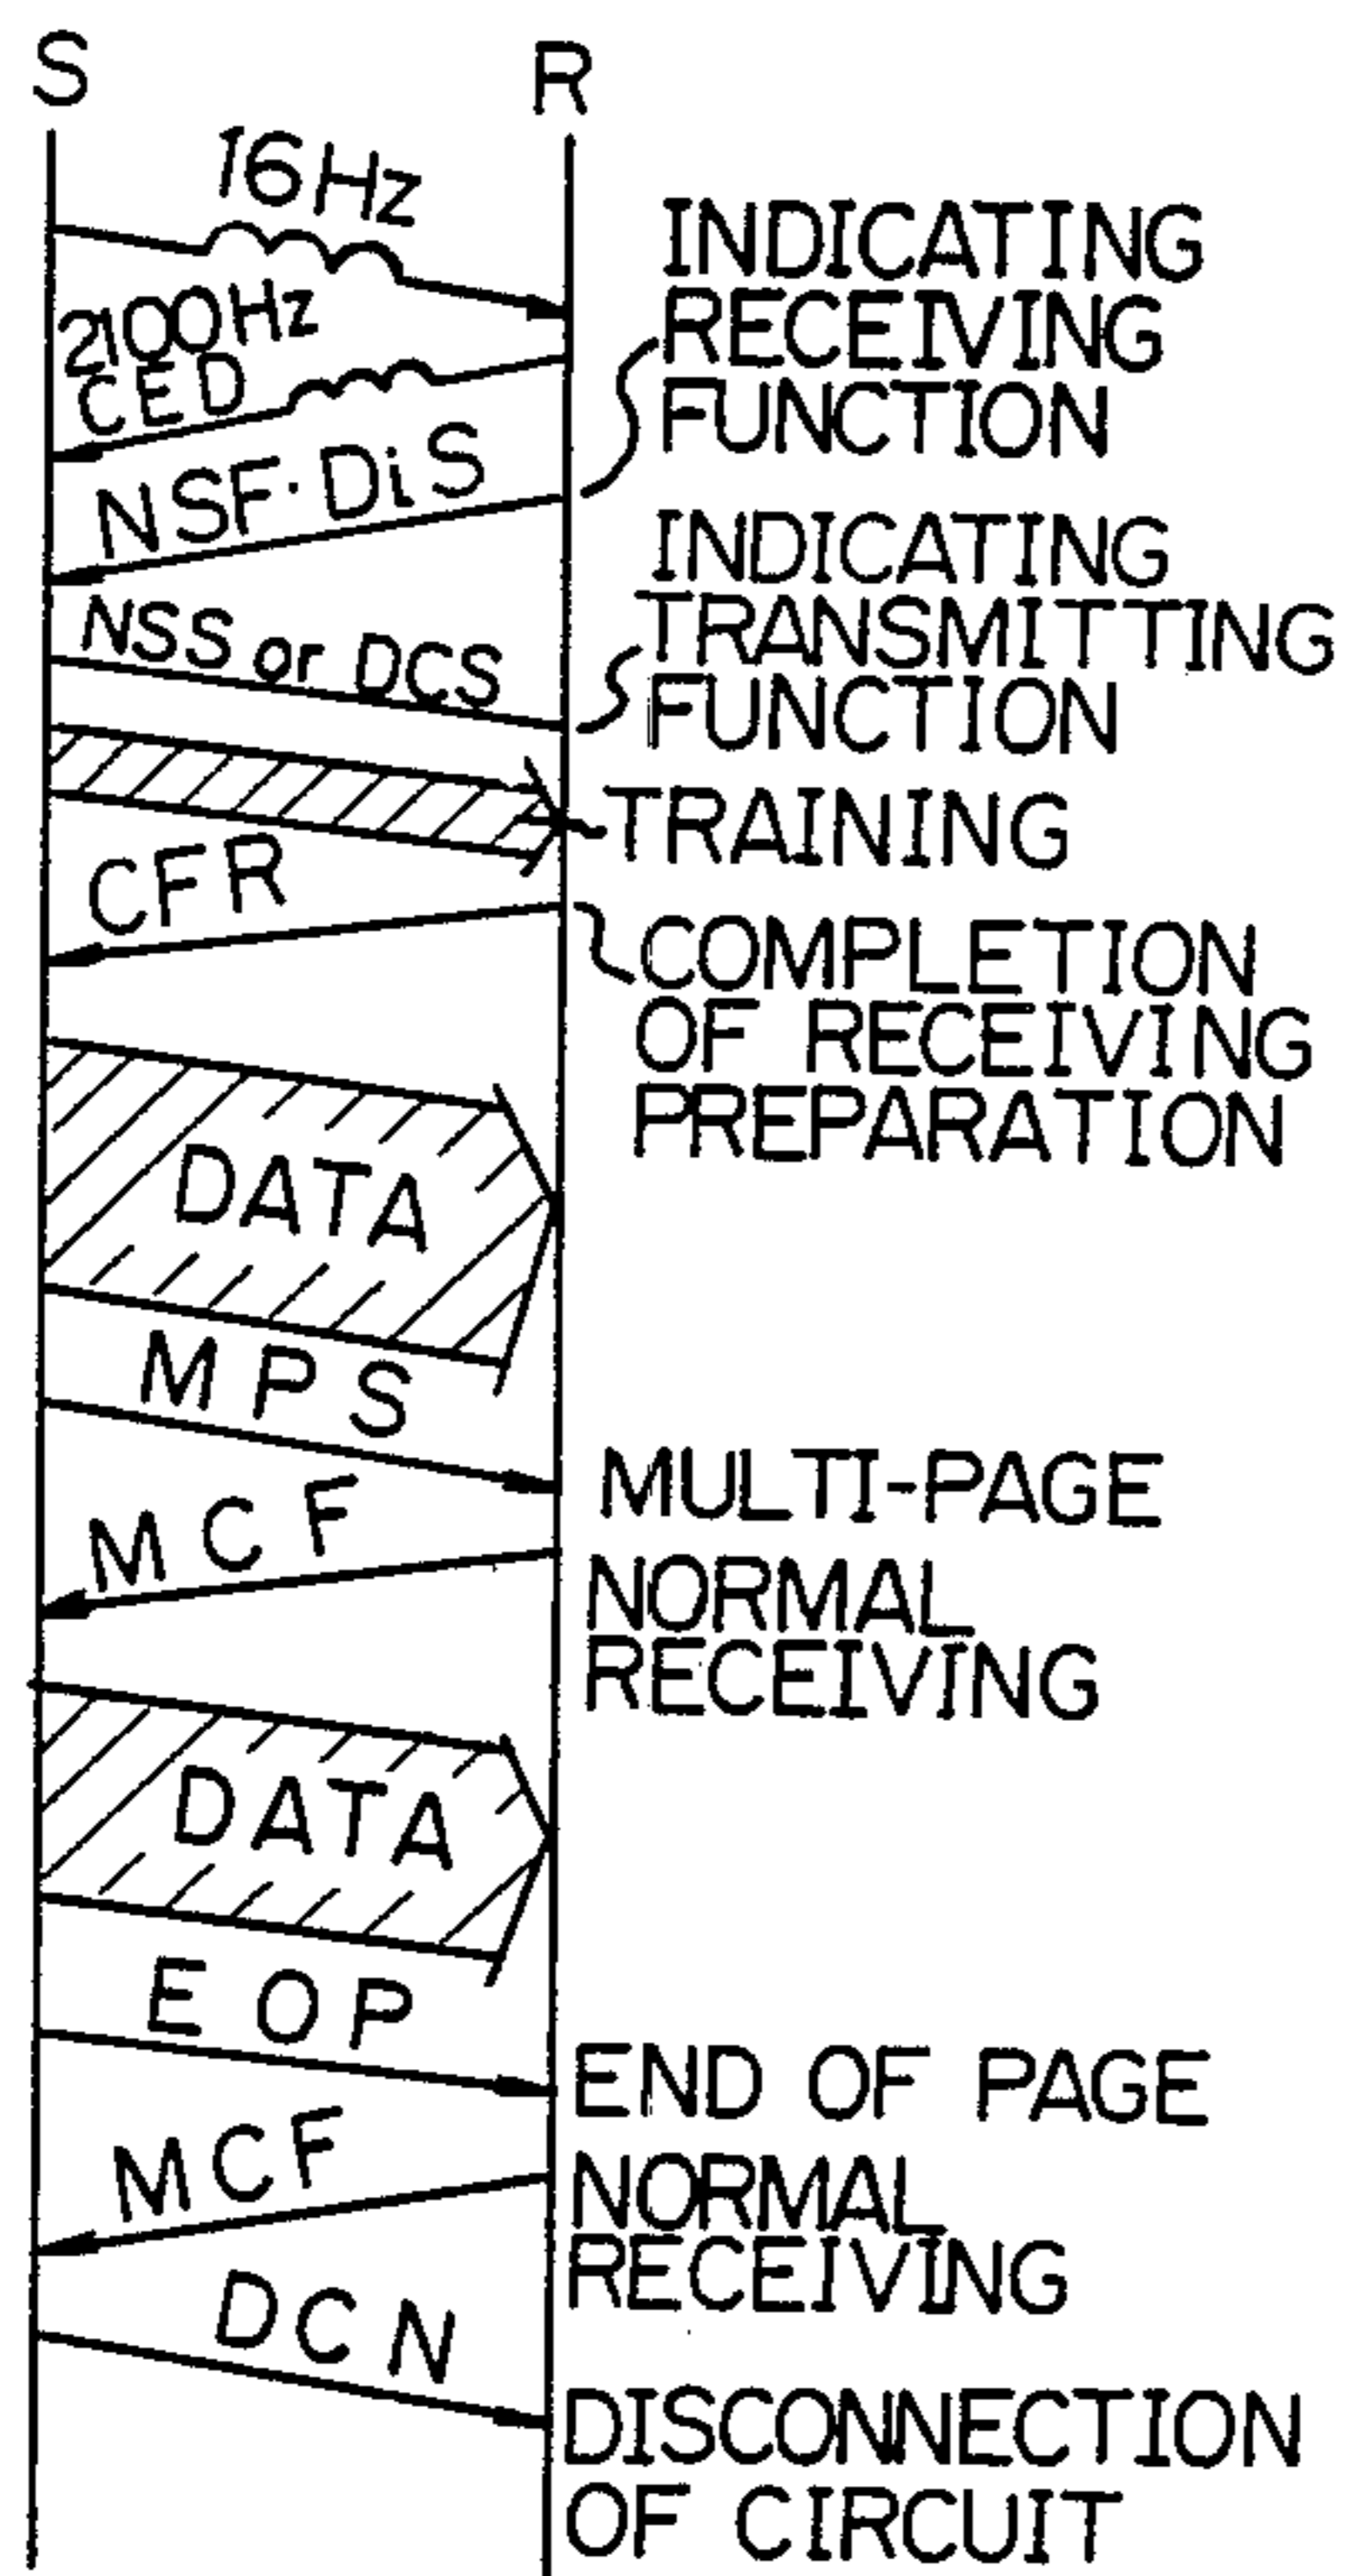 S
R
16Hz
2100Hz
CED
INDICATING
RECEIVING
FUNCTION
NSF·DiS
INDICATING
TRANSMITTING
FUNCTION
NSS or DCS
TRAINING
CFR
COMPLETION
OF RECEIVING
PREPARATION
DATA
MPS
MULTI-PAGE
MCF
NORMAL
RECEIVING
DATA
EOP
END OF PAGE
MCF
NORMAL
RECEIVING
DCN
DISCONNECTION
OF CIRCUIT